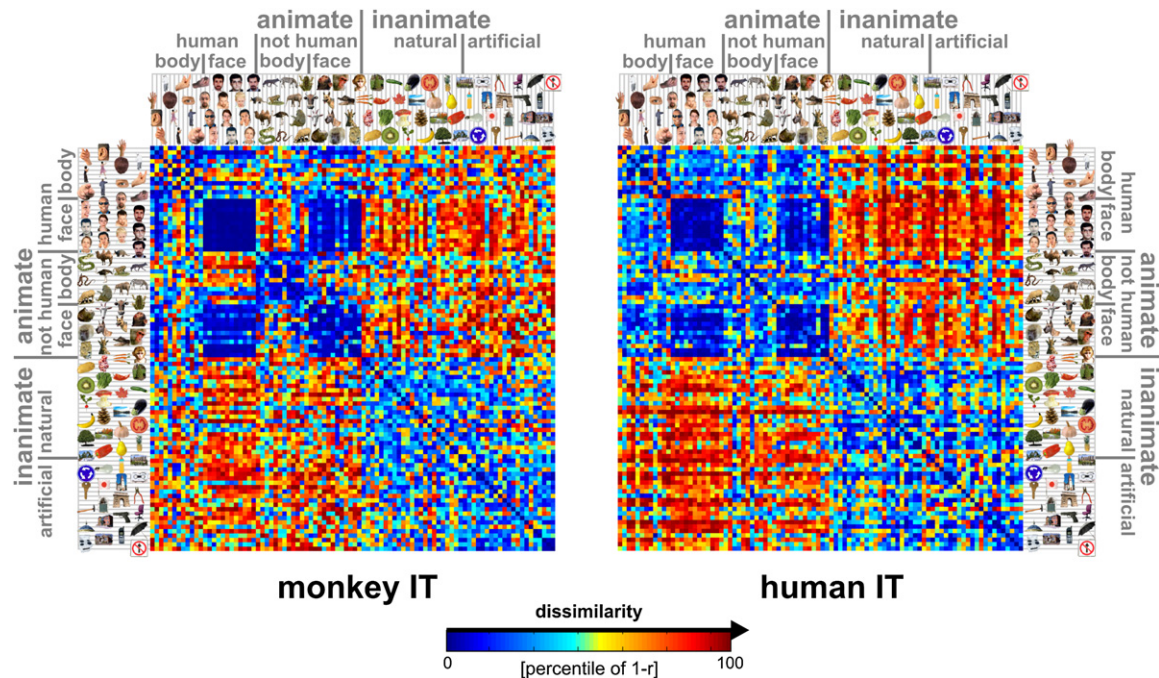 animate inanimate
human not human natural artificial
body face body face
animate inanimate
human not human natural artificial
body face body face
animate inanimate
human not human natural artificial
body face body face
human not human natural artificial
body face body face
animate inanimate
monkey IT
human IT
dissimilarity
0 [percentile of 1-r] 100